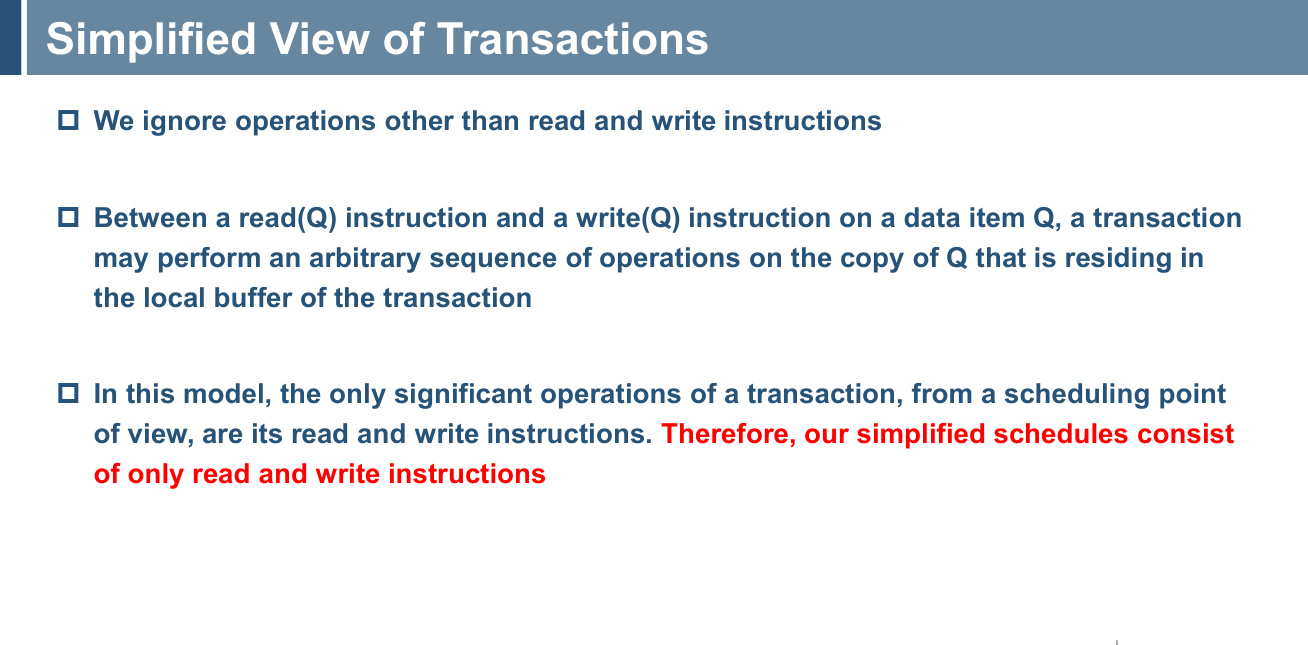 Simplified View of Transactions
We ignore operations other than read and write instructions
Between a read(Q) instruction and a write(Q) instruction on a data item Q, a transaction
may perform an arbitrary sequence of operations on the copy of Q that is residing in
the local buffer of the transaction
In this model, the only significant operations of a transaction, from a scheduling point
of view, are its read and write instructions. Therefore, our simplified schedules consist
of only read and write instructions